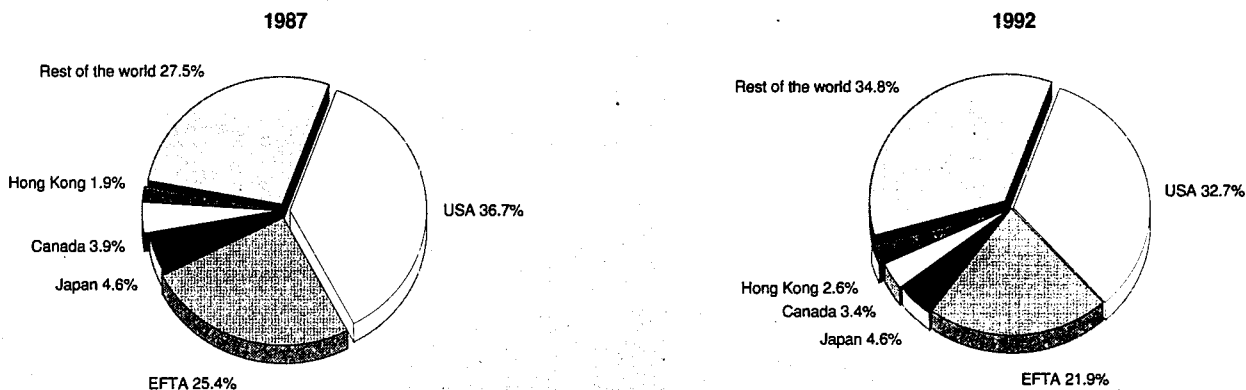 1987
Rest of the world 27.5%
Hong Kong 1.9%
USA 36.7%
Canada 3.9%
Japan 4.6%
EFTA 25.4%
1992
Rest of the world 34.8%
USA 32.7%
Hong Kong 2.6%
Canada 3.4%
Japan 4.6%
EFTA 21.9%